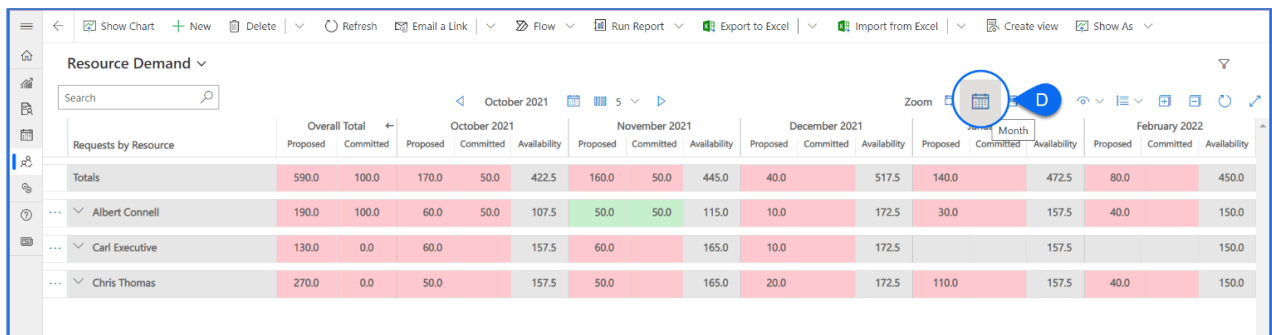 Show Chart New Delete Refresh Email a Link Flow Run Report Export to Excel Import from Excel Create view Show As
Resource Demand
Search October 2021 5 Zoom D
Month
Overall Total October 2021 November 2021 December 2021 February 2022
Requests by Resource Proposed Committed Proposed Committed Availability Proposed Committed Availability Proposed Committed Availability Proposed Committed Availability Proposed Committed Availability
Totals 590.0 100.0 170.0 50.0 422.5 160.0 50.0 445.0 40.0 517.5 140.0 472.5 80.0 450.0
Albert Connell 190.0 100.0 60.0 50.0 107.5 50.0 50.0 115.0 10.0 172.5 30.0 157.5 40.0 150.0
Carl Executive 130.0 0.0 60.0 157.5 60.0 165.0 10.0 172.5 157.5 150.0
Chris Thomas 270.0 0.0 50.0 157.5 50.0 165.0 20.0 172.5 110.0 157.5 40.0 150.0